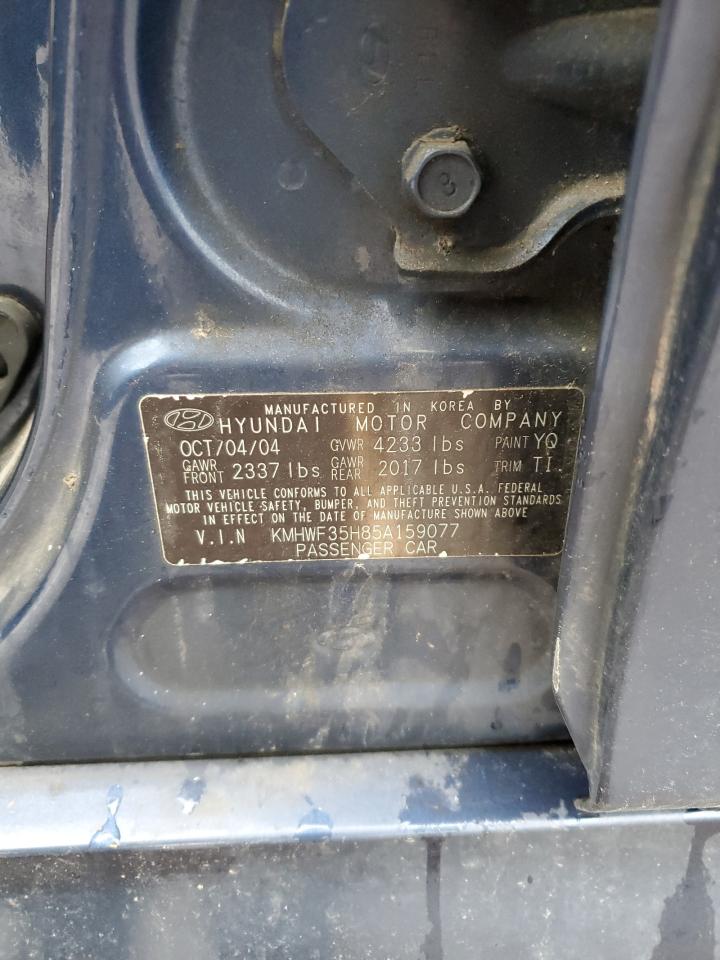 3
MANUFACTURED IN KOREA BY
HYUNDAI MOTOR COMPANY
OCT/04/04 GVWR 4233 lbs PAINT YQ
GAWR FRONT 2337 lbs GAWR REAR 2017 lbs TRIM TI
THIS VEHICLE CONFORMS TO ALL APPLICABLE U.S.A. FEDERAL
MOTOR VEHICLE SAFETY, BUMPER, AND THEFT PREVENTION STANDARDS
IN EFFECT ON THE DATE OF MANUFACTURE SHOWN ABOVE
V.I.N KMHWF35H85A159077
PASSENGER CAR